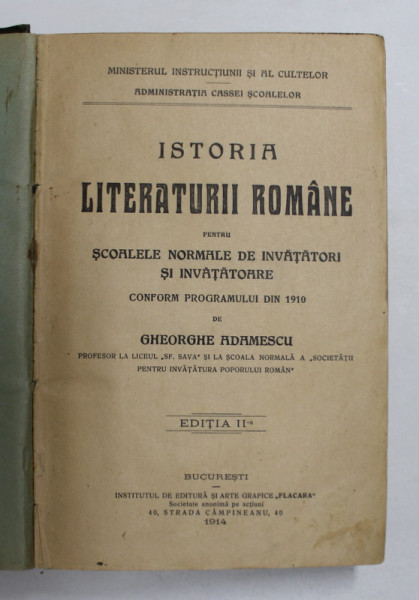 MINISTERUL INSTRUCȚIUNII ȘI AL CULTELOR
ADMINISTRAȚIA CASSEI ȘCOALELOR
ISTORIA
LITERATURII ROMÂNE
PENTRU
ȘCOALELE NORMALE DE INVĂȚĂTORI
ȘI INVĂȚĂTOARE
CONFORM PROGRAMULUI DIN 1910
DE
GHEORGHE ADAMESCU
PROFESOR LA LICEUL „SF. SAVA" ȘI LA ȘCOALA NORMALĂ A „SOCIETĂȚII
PENTRU INVĂȚĂTURA POPORULUI ROMÂN"
EDIȚIA II-a
BUCUREȘTI
INSTITUTUL DE EDITURĂ ȘI ARTE GRAFICE „FLACĂRA"
Societate anonimă pe acțiuni
40, STRADA CÂMPINEANU, 40
1914